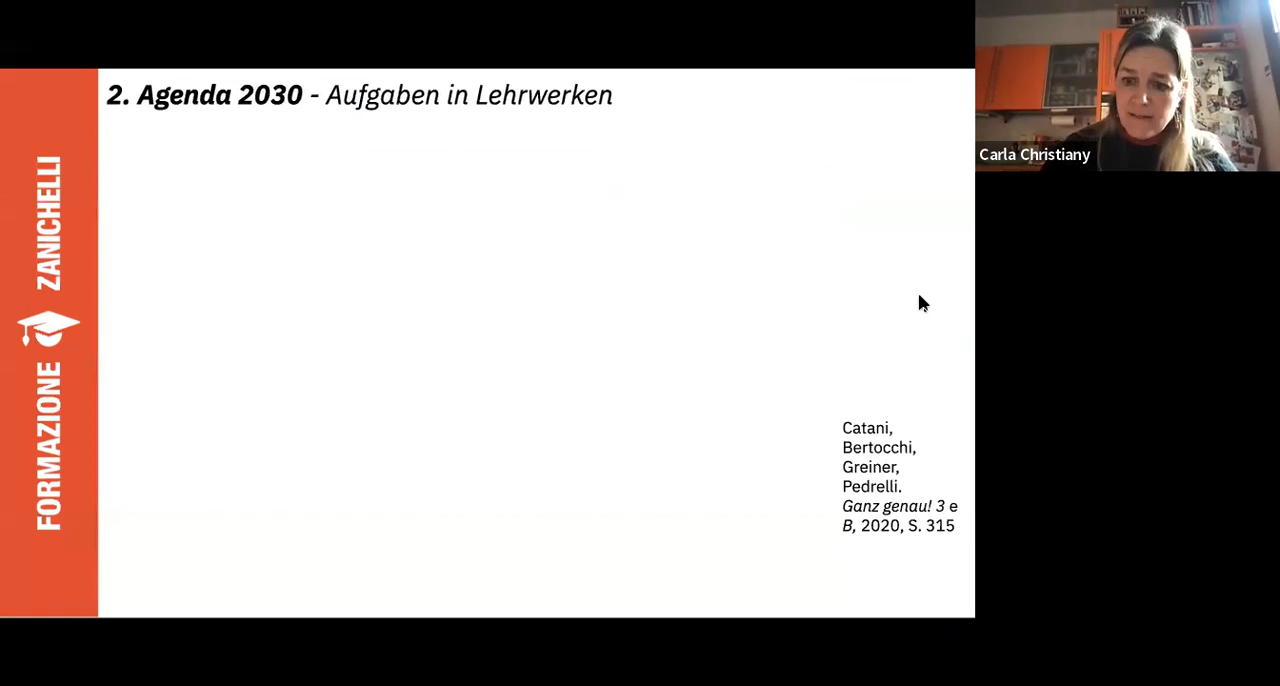 2. Agenda 2030 - Aufgaben in Lehrwerken
FORMAZIONE ZANICHELLI
Catani,
Bertocchi,
Greiner,
Pedrelli.
Ganz genau! 3 e
B, 2020, S. 315
Carla Christiany